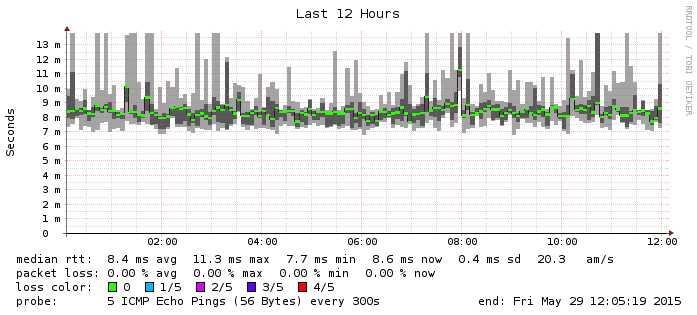 Last 12 Hours
RRDTOOL / TOBI OETIKER
Seconds
13 m
12 m
11 m
10 m
9 m
8 m
7 m
6 m
5 m
4 m
3 m
2 m
1 m
0
02:00 04:00 06:00 08:00 10:00 12:00
median rtt: 8.4 ms avg 11.3 ms max 7.7 ms min 8.6 ms now 0.4 ms sd 20.3 am/s
packet loss: 0.00 % avg 0.00 % max 0.00 % min 0.00 % now
loss color: 0 1/5 2/5 3/5 4/5
probe: 5 ICMP Echo Pings (56 Bytes) every 300s end: Fri May 29 12:05:19 2015